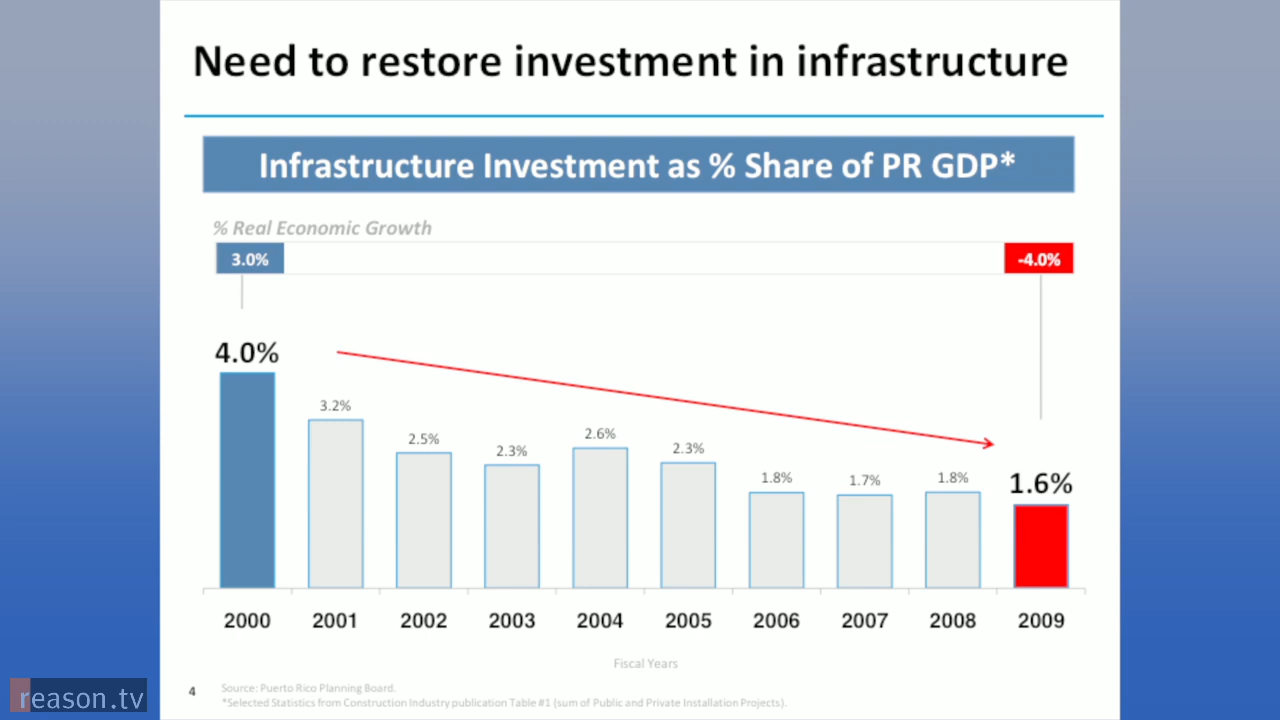 Need to restore investment in infrastructure
Infrastructure Investment as % Share of PR GDP*
% Real Economic Growth
3.0% -4.0%
4.0% 3.2% 2.5% 2.3% 2.6% 2.3% 1.8% 1.7% 1.8% 1.6%
2000 2001 2002 2003 2004 2005 2006 2007 2008 2009
Fiscal Years
4 Source: Puerto Rico Planning Board.
*Selected Statistics from Construction Industry publication Table #1 (sum of Public and Private Installation Projects).
reason.tv